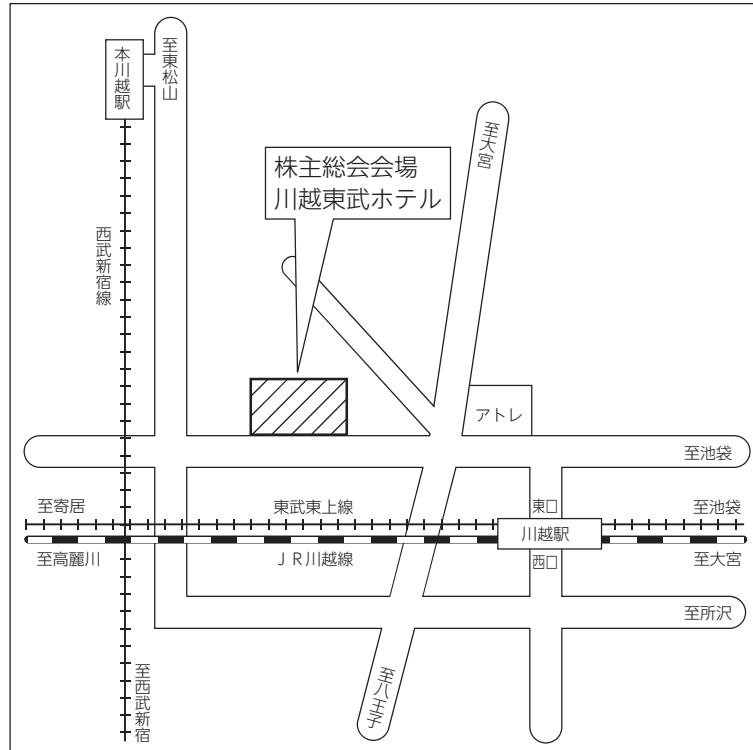 本川越駅
至東松山
至大宮
株主総会会場
川越東武ホテル
西武新宿線
アトレ
至池袋
至寄居
東武東上線
東口
至池袋
川越駅
至高麗川
JR川越線
西口
至大宮
至所沢
至西武新宿
至八王子